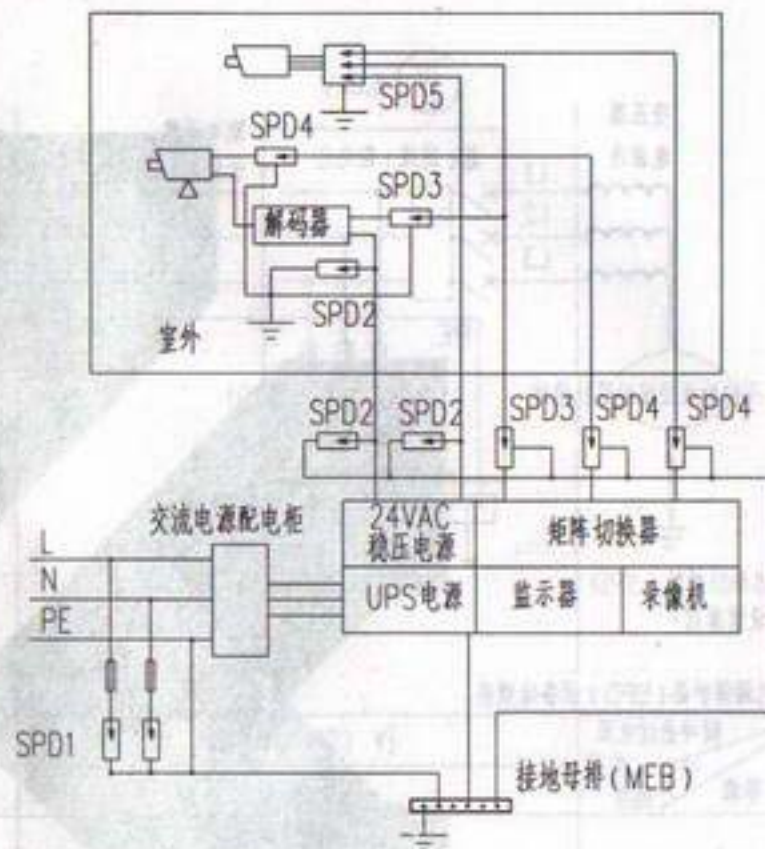 SPD5
SPD4
SPD3
解码器
SPD2
室外
SPD2
SPD2
SPD3
SPD4
SPD4
交流电源配电柜
24VAC
稳压电源
矩阵切换器
L
N
PE
UPS电源
监示器
录像机
SPD1
接地母排(MEB)